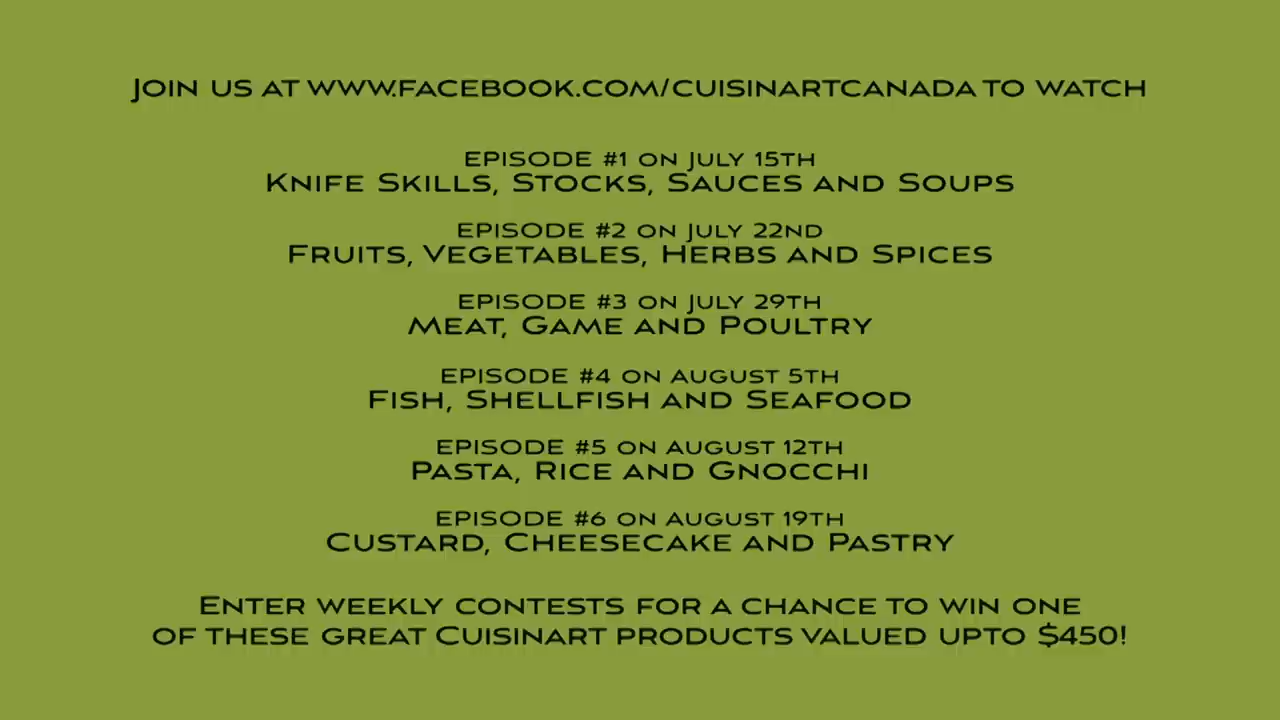 Join us at www.facebook.com/cuisinartcanada to watch
Episode #1 on July 15th
Knife Skills, Stocks, Sauces and Soups
Episode #2 on July 22nd
Fruits, Vegetables, Herbs and Spices
Episode #3 on July 29th
Meat, Game and Poultry
Episode #4 on August 5th
Fish, Shellfish and Seafood
Episode #5 on August 12th
Pasta, Rice and Gnocchi
Episode #6 on August 19th
Custard, Cheesecake and Pastry
Enter weekly contests for a chance to win one
of these great Cuisinart products valued upto $450!